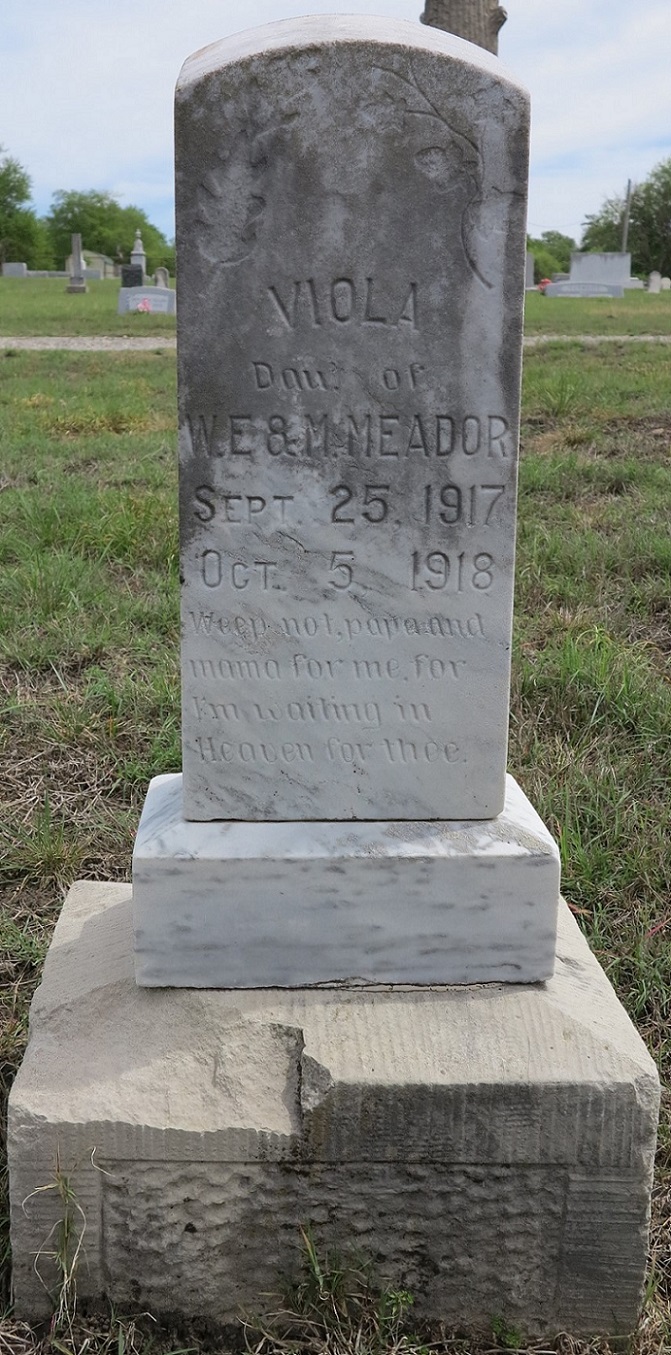 VIOLA
Dau. of
W.E & M. MEADOR
SEPT. 25, 1917
OCT. 5, 1918
Weep not, papa and
mama for me, for
I'm waiting in
Heaven for thee.